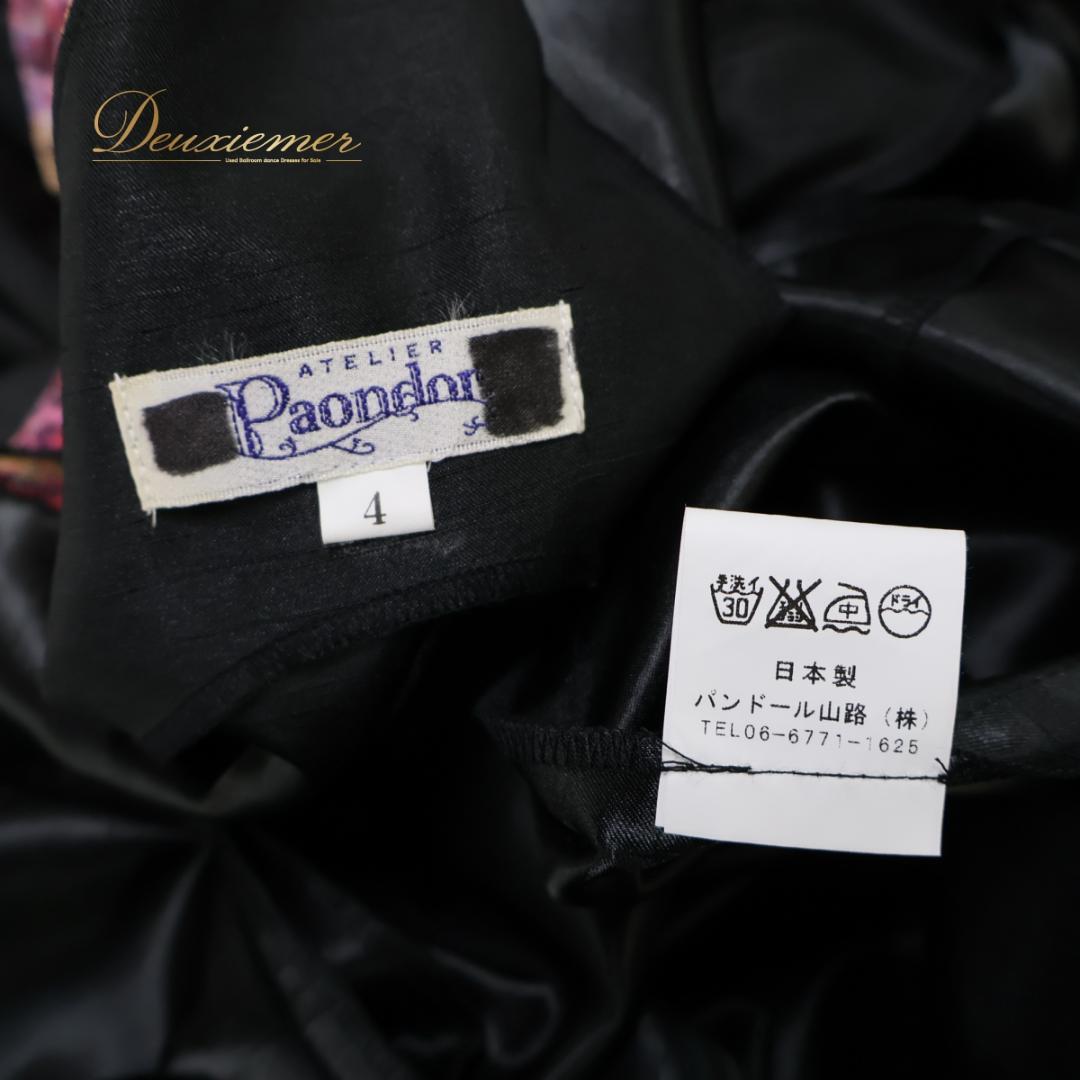 Deuxiemer
Used Ballroom dance Dresses for Sale
ATELIER
Paondor
4
手洗イ 30 中 ドライ
日本製
パンドール山路（株）
TEL06-6771-1625